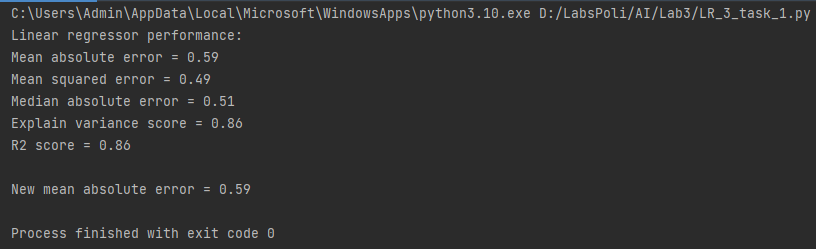 C:\Users\Admin\AppData\Local\Microsoft\WindowsApps\python3.10.exe D:/LabsPoli/AI/Lab3/LR_3_task_1.py
Linear regressor performance:
Mean absolute error = 0.59
Mean squared error = 0.49
Median absolute error = 0.51
Explain variance score = 0.86
R2 score = 0.86
New mean absolute error = 0.59
Process finished with exit code 0